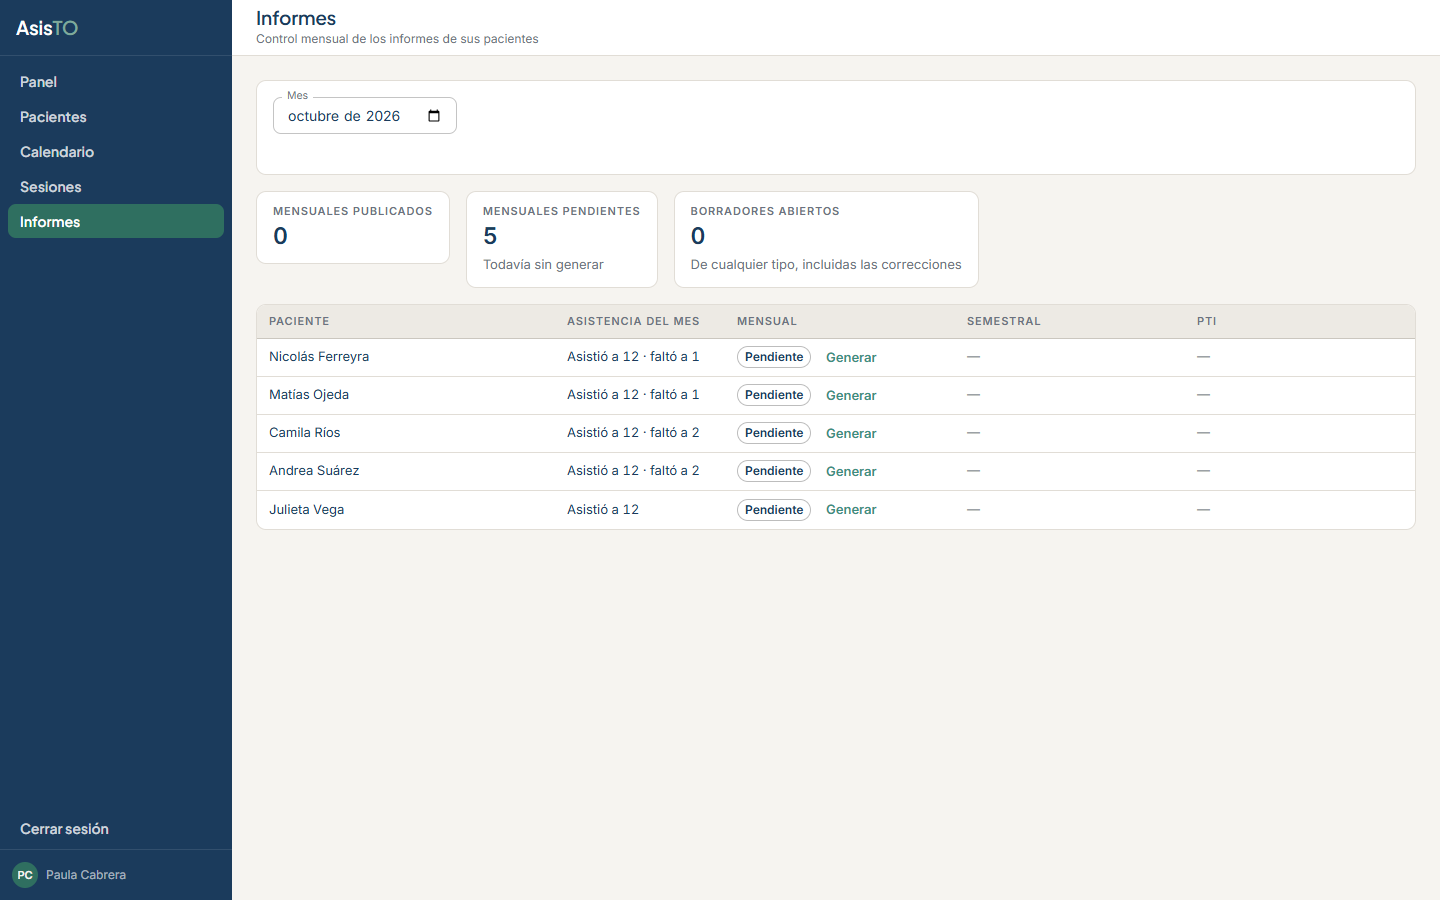 AsisTO
Panel
Pacientes
Calendario
Sesiones
Informes
Cerrar sesión
PC Paula Cabrera
Informes
Control mensual de los informes de sus pacientes
Mes
octubre de 2026
MENSUALES PUBLICADOS
0
MENSUALES PENDIENTES
5
Todavía sin generar
BORRADORES ABIERTOS
0
De cualquier tipo, incluidas las correcciones
PACIENTE ASISTENCIA DEL MES MENSUAL SEMESTRAL PTI
Nicolás Ferreyra Asistió a 12 · faltó a 1 Pendiente Generar — —
Matías Ojeda Asistió a 12 · faltó a 1 Pendiente Generar — —
Camila Ríos Asistió a 12 · faltó a 2 Pendiente Generar — —
Andrea Suárez Asistió a 12 · faltó a 2 Pendiente Generar — —
Julieta Vega Asistió a 12 Pendiente Generar — —